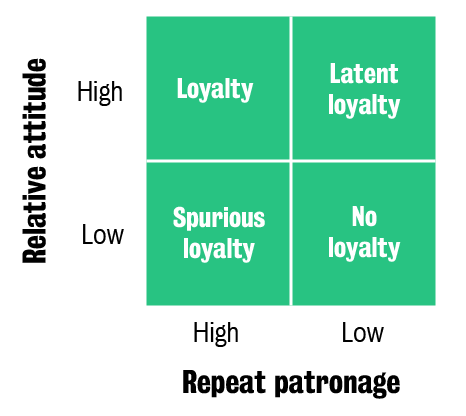 Relative attitude
High
Loyalty
Latent
loyalty
Low
Spurious
loyalty
No
loyalty
High
Low
Repeat patronage